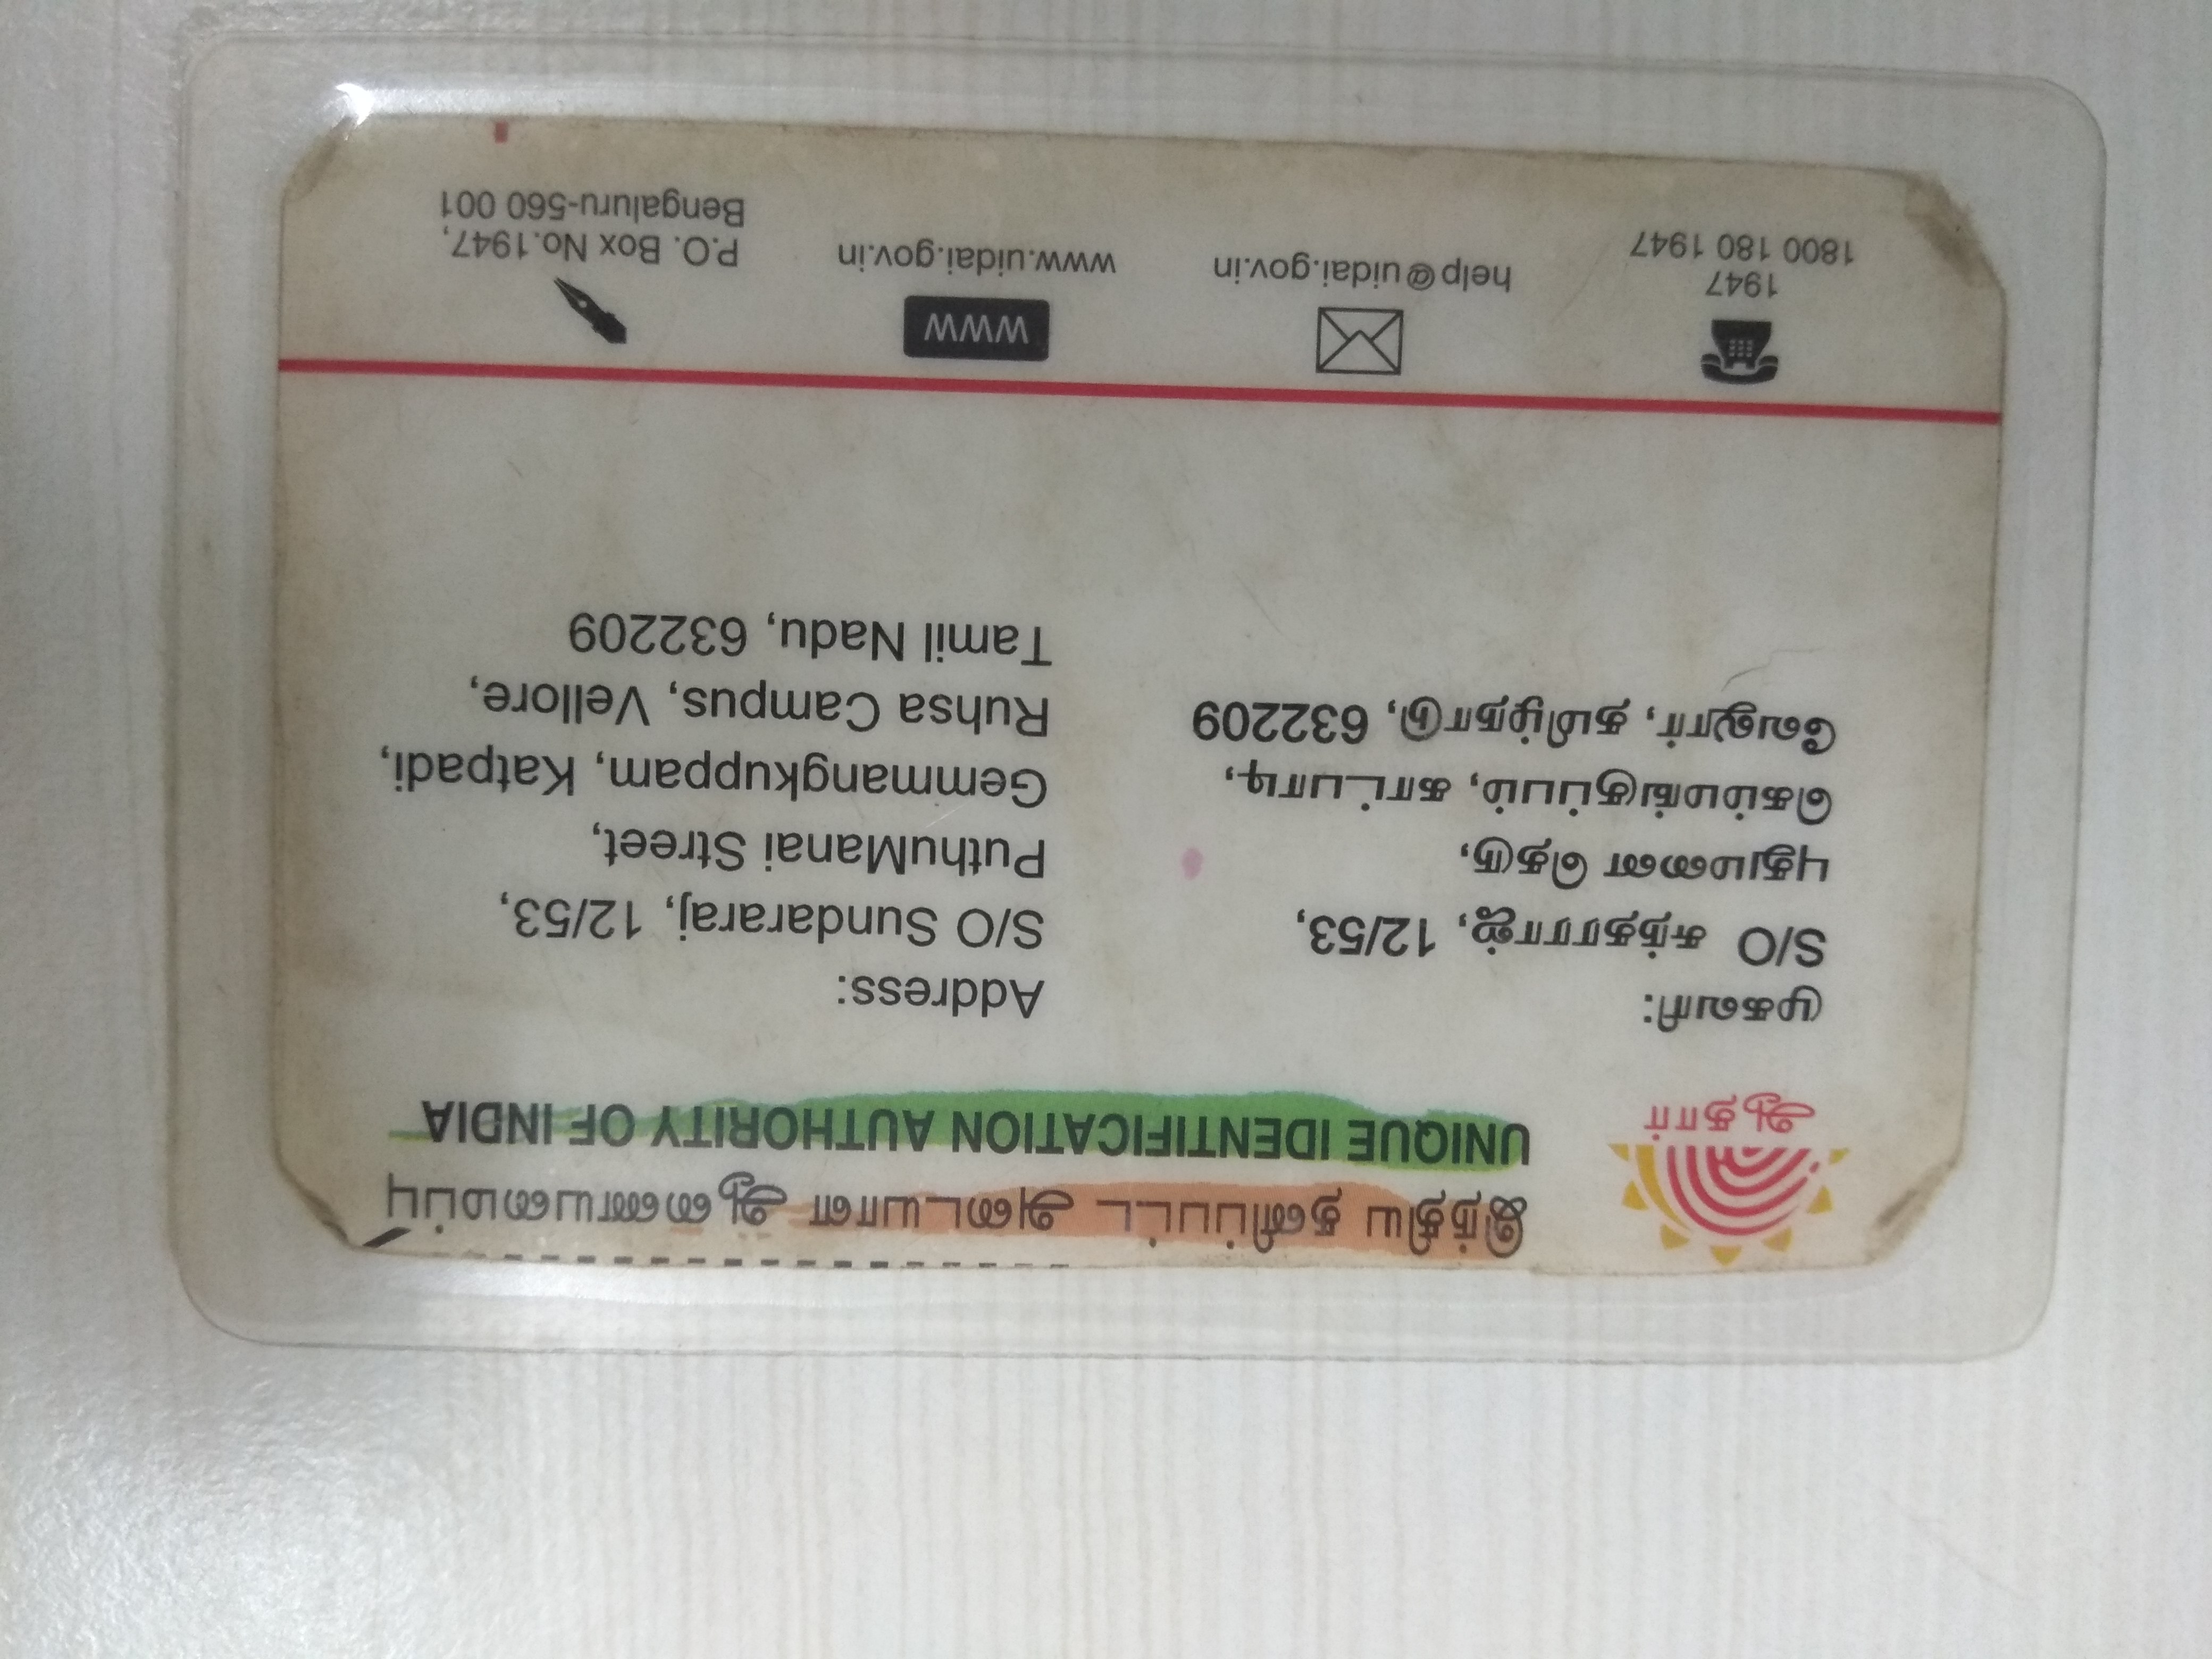 இந்திய தனிப்பட்ட அடையாள ஆணையமைப்பு
UNIQUE IDENTIFICATION AUTHORITY OF INDIA
ஆதார்
முகவரி:
S/O சுந்தரராஜ், 12/53,
புதுமனை தெரு,
கெம்மங்குப்பம், காட்பாடி,
வேலூர், தமிழ்நாடு, 632209
Address:
S/O Sundararaj, 12/53,
PuthuManai Street,
Gemmangkuppam, Katpadi,
Ruhsa Campus, Vellore,
Tamil Nadu, 632209
1947
1800 180 1947
help@uidai.gov.in
WWW
www.uidai.gov.in
P.O. Box No.1947,
Bengaluru-560 001